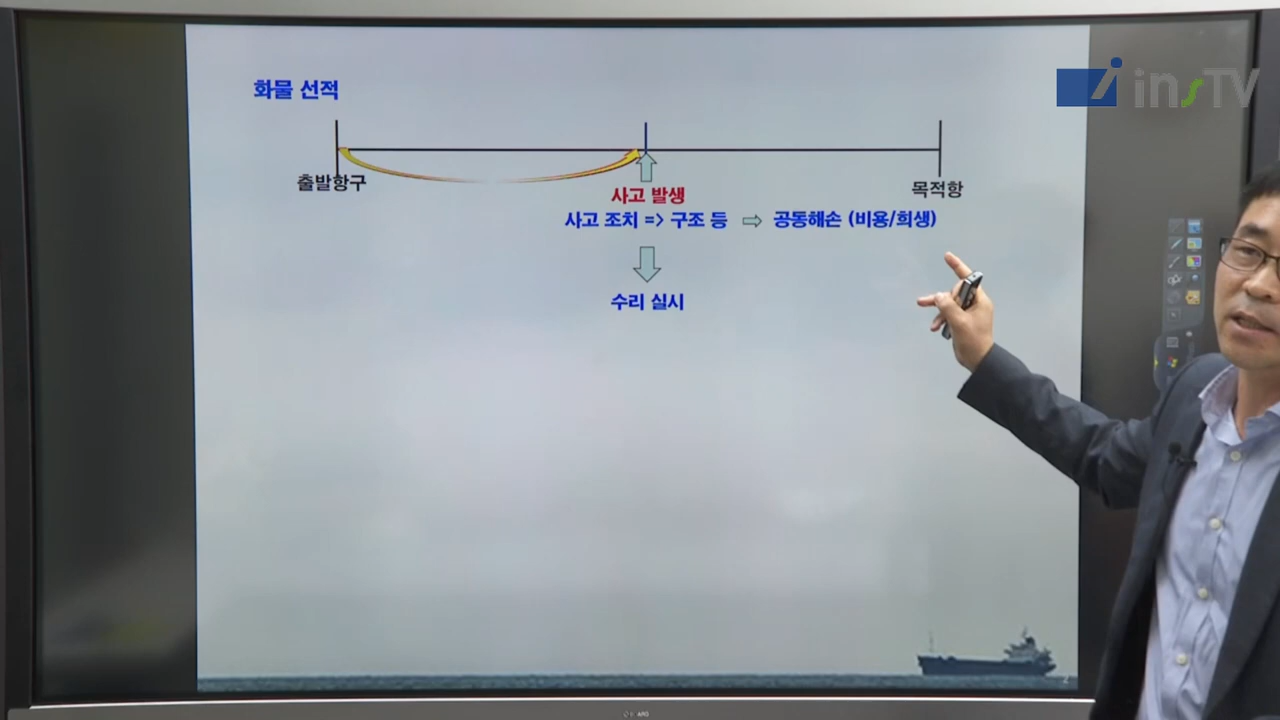 화물 선적
i insTV
출발항구
사고 발생
목적항
사고 조치 => 구조 등 ⇨ 공동해손 (비용/희생)
수리 실시